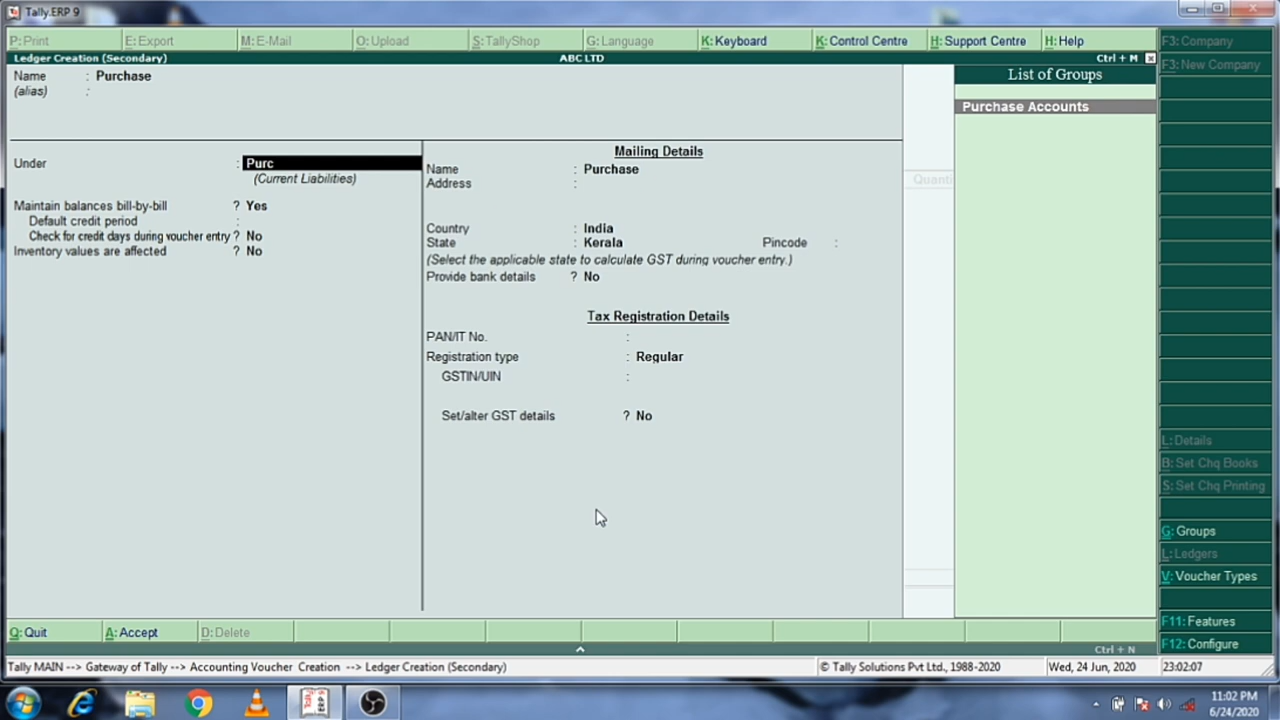 Tally.ERP 9
P: Print
E: Export
M: E-Mail
O: Upload
S: TallyShop
G: Language
K: Keyboard
K: Control Centre
H: Support Centre
H: Help
F3: Company
Ledger Creation (Secondary)
ABC LTD
Ctrl + M
F3: New Company
Name : Purchase
(alias) :
List of Groups
Purchase Accounts
Under : Purc
(Current Liabilities)
Maintain balances bill-by-bill ? Yes
Default credit period :
Check for credit days during voucher entry ? No
Inventory values are affected ? No
Mailing Details
Name : Purchase
Address :
Country : India
State : Kerala Pincode :
(Select the applicable state to calculate GST during voucher entry.)
Provide bank details ? No
Tax Registration Details
PAN/IT No. :
Registration type : Regular
GSTIN/UIN :
Set/alter GST details ? No
Quanti
L: Details
B: Set Chq Books
S: Set Chq Printing
G: Groups
L: Ledgers
V: Voucher Types
F11: Features
F12: Configure
Q: Quit
A: Accept
D: Delete
Ctrl + N
Tally MAIN --> Gateway of Tally --> Accounting Voucher Creation --> Ledger Creation (Secondary)
© Tally Solutions Pvt Ltd., 1988-2020
Wed, 24 Jun, 2020
23:02:07
11:02 PM
6/24/2020